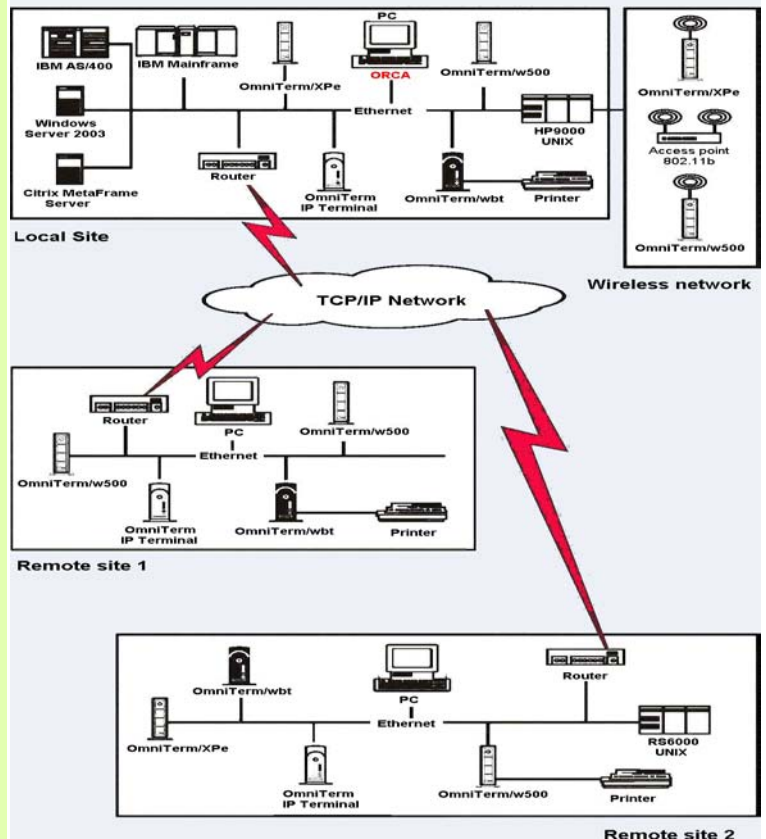 PC
IBM AS/400
IBM Mainframe
ORCA
OmniTerm/w500
OmniTerm/XPe
Ethernet
Windows
Server 2003
HP9000
UNIX
Router
OmniTerm
IP Terminal
OmniTerm/wbt
Printer
Citrix MetaFrame
Server
Local Site
OmniTerm/XPe
Access point
802.11b
OmniTerm/w500
Wireless network
TCP/IP Network
Router
PC
OmniTerm/w500
Ethernet
OmniTerm/w500
OmniTerm
IP Terminal
OmniTerm/wbt
Printer
Remote site 1
OmniTerm/wbt
PC
Router
Ethernet
OmniTerm/XPe
RS6000
UNIX
OmniTerm
IP Terminal
OmniTerm/w500
Printer
Remote site 2